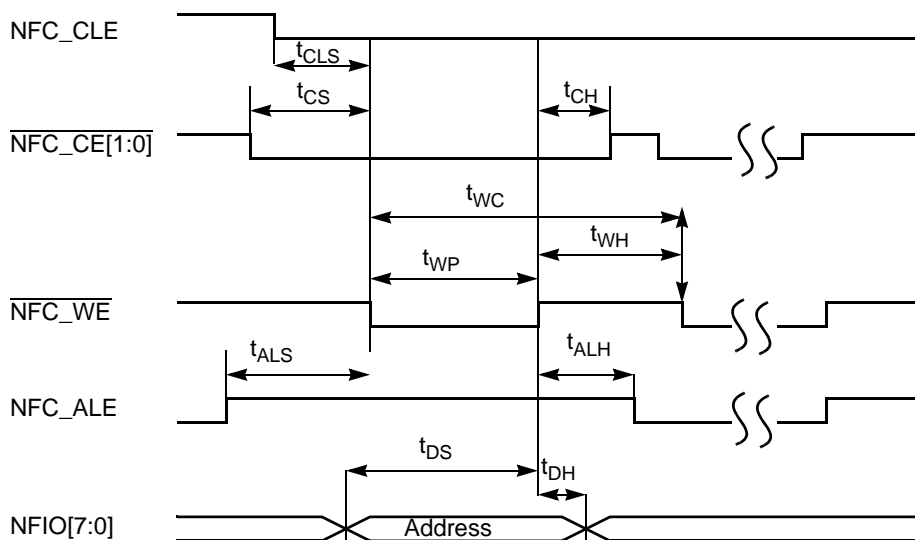 NFC_CLE
tCLS
tCS
tCH
NFC_CE[1:0]
tWC
tWH
tWP
NFC_WE
tALS
tALH
NFC_ALE
tDS
tDH
NFIO[7:0]
Address